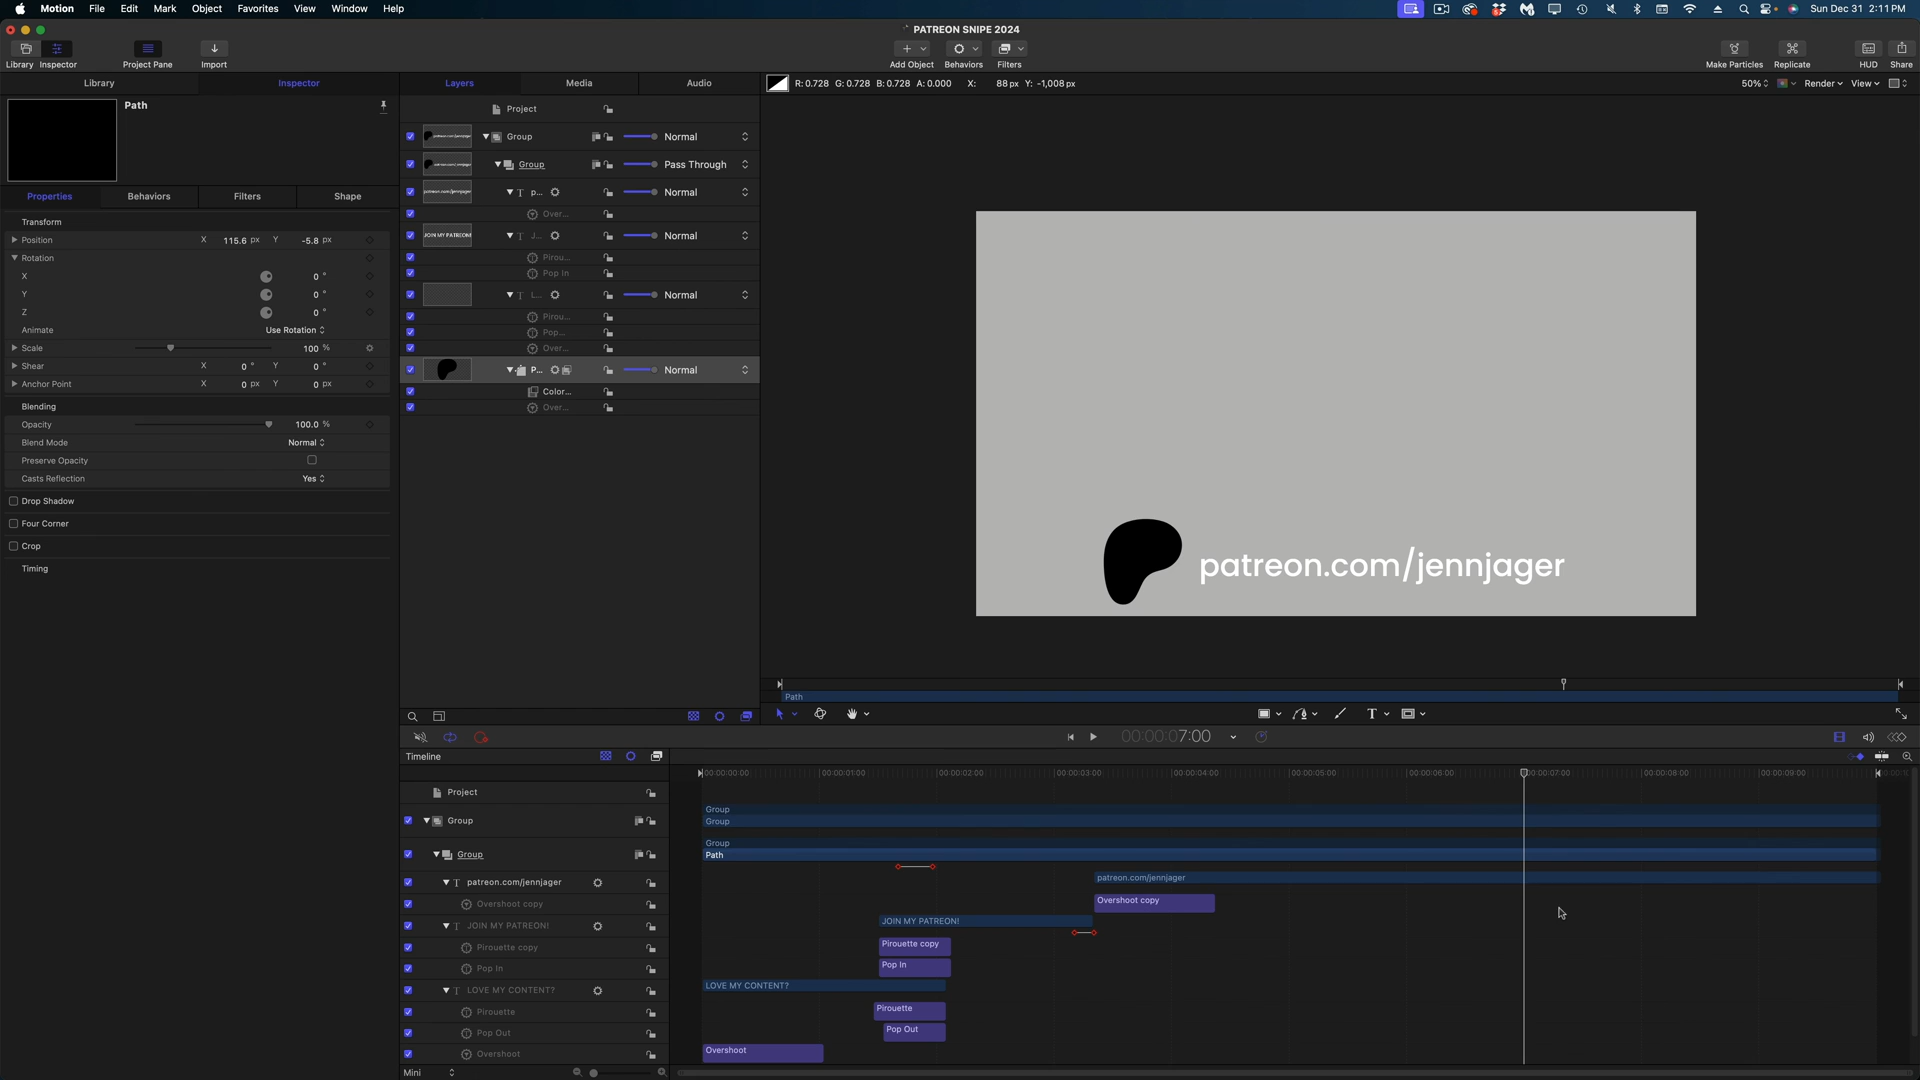 Motion File Edit Mark Object Favorites View Window Help
Sun Dec 31 2:11 PM
PATREON SNIPE 2024
Library Inspector Project Pane Import
Add Object Behaviors Filters
Make Particles Replicate HUD Share
Library Inspector
Layers Media Audio
R: 0.728 G: 0.728 B: 0.728 A: 0.000 X: 88 px Y: -1,008 px
50% Render View
Path
Properties Behaviors Filters Shape
Transform
Position X 115.6 px Y -5.8 px
Rotation
X 0 °
Y 0 °
Z 0 °
Animate Use Rotation
Scale 100 %
Shear X 0 ° Y 0 °
Anchor Point X 0 px Y 0 px
Blending
Opacity 100.0 %
Blend Mode Normal
Preserve Opacity
Casts Reflection Yes
Drop Shadow
Four Corner
Crop
Timing
Project
Group Normal
Group Pass Through
patreon.com/jennjager T p... Normal
Over...
JOIN MY PATREON! T J... Normal
Pirou...
Pop In
T L... Normal
Pirou...
Pop...
Over...
P... Normal
Color...
Over...
patreon.com/jennjager
Path
T
00:00:07:00
Timeline
00:00:00:00 00:00:01:00 00:00:02:00 00:00:03:00 00:00:04:00 00:00:05:00 00:00:06:00 00:00:07:00 00:00:08:00 00:00:09:00
Project
Group
Group
T patreon.com/jennjager
Overshoot copy
T JOIN MY PATREON!
Pirouette copy
Pop In
T LOVE MY CONTENT?
Pirouette
Pop Out
Overshoot
Mini
Group
Group
Group
Path
patreon.com/jennjager
Overshoot copy
JOIN MY PATREON!
Pirouette copy
Pop In
LOVE MY CONTENT?
Pirouette
Pop Out
Overshoot